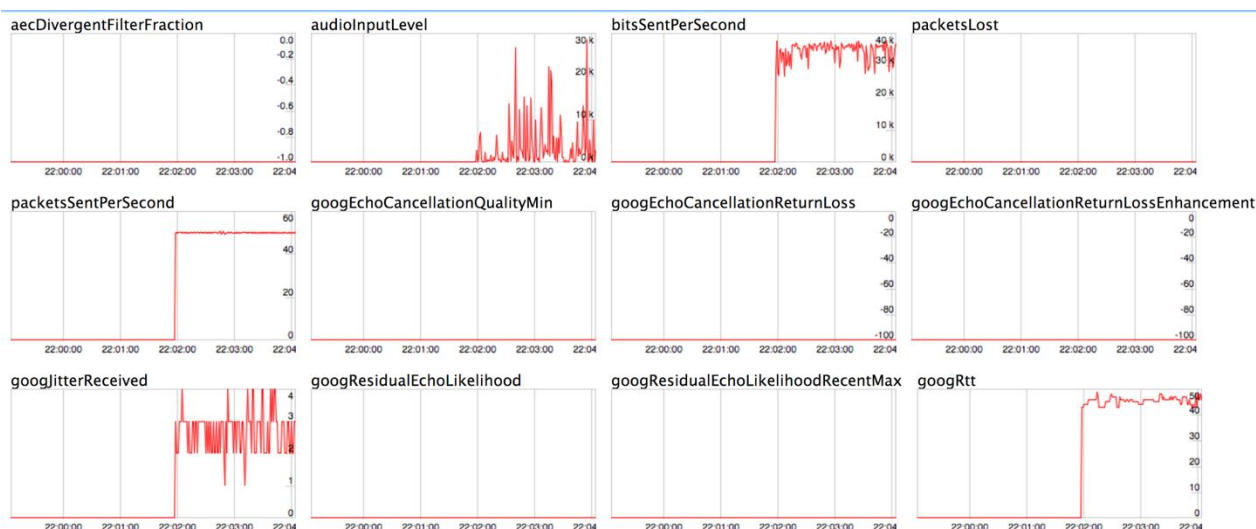 aecDivergentFilterFraction
0.0
-0.2
-0.4
-0.6
-0.8
-1.0
22:00:00 22:01:00 22:02:00 22:03:00 22:04
audioInputLevel
30 k
20 k
10 k
0 k
22:00:00 22:01:00 22:02:00 22:03:00 22:04
bitsSentPerSecond
40 k
30 k
20 k
10 k
0 k
22:00:00 22:01:00 22:02:00 22:03:00 22:04
packetsLost
22:00:00 22:01:00 22:02:00 22:03:00 22:04
packetsSentPerSecond
60
40
20
0
22:00:00 22:01:00 22:02:00 22:03:00 22:04
googEchoCancellationQualityMin
22:00:00 22:01:00 22:02:00 22:03:00 22:04
googEchoCancellationReturnLoss
0
-20
-40
-60
-80
-100
22:00:00 22:01:00 22:02:00 22:03:00 22:04
googEchoCancellationReturnLossEnhancement
0
-20
-40
-60
-80
-100
22:00:00 22:01:00 22:02:00 22:03:00 22:04
googJitterReceived
4
3
2
1
0
22:00:00 22:01:00 22:02:00 22:03:00 22:04
googResidualEchoLikelihood
22:00:00 22:01:00 22:02:00 22:03:00 22:04
googResidualEchoLikelihoodRecentMax
22:00:00 22:01:00 22:02:00 22:03:00 22:04
googRtt
50
40
30
20
10
0
22:00:00 22:01:00 22:02:00 22:03:00 22:04